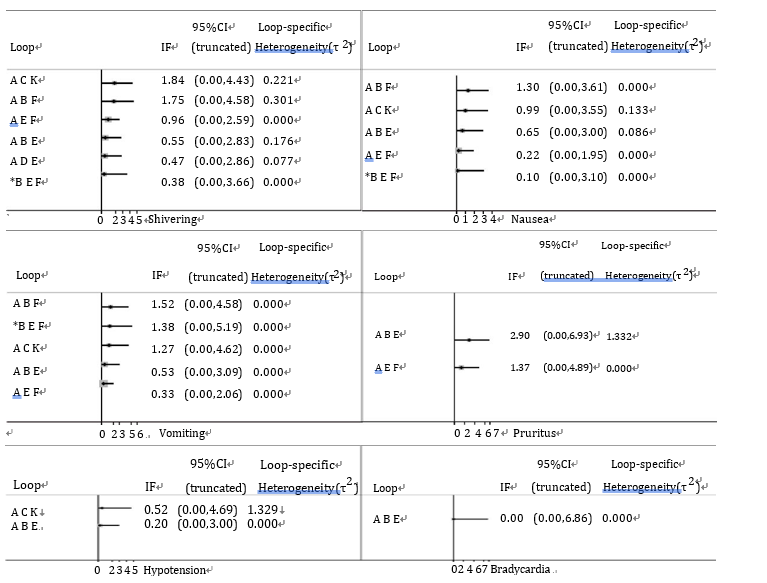 95%CI Loop-specific
Loop IF (truncated) Heterogeneity(τ 2)
A C K 1.84 (0.00,4.43) 0.221
A B F 1.75 (0.00,4.58) 0.301
A E F 0.96 (0.00,2.59) 0.000
A B E 0.55 (0.00,2.83) 0.176
A D E 0.47 (0.00,2.86) 0.077
*B E F 0.38 (0.00,3.66) 0.000
0 2 3 4 5 Shivering
95%CI Loop-specific
Loop IF (truncated) Heterogeneity(τ2)
A B F 1.30 (0.00,3.61) 0.000
A C K 0.99 (0.00,3.55) 0.133
A B E 0.65 (0.00,3.00) 0.086
A E F 0.22 (0.00,1.95) 0.000
*B E F 0.10 (0.00,3.10) 0.000
0 1 2 3 4 Nausea
95%CI Loop-specific
Loop IF (truncated) Heterogeneity(τ2)
A B F 1.52 (0.00,4.58) 0.000
*B E F 1.38 (0.00,5.19) 0.000
A C K 1.27 (0.00,4.62) 0.000
A B E 0.53 (0.00,3.09) 0.000
A E F 0.33 (0.00,2.06) 0.000
0 2 3 5 6 Vomiting
95%CI Loop-specific
Loop IF (truncated) Heterogeneity(τ2)
A B E 2.90 (0.00,6.93) 1.332
A E F 1.37 (0.00,4.89) 0.000
0 2 4 6 7 Pruritus
95%CI Loop-specific
Loop IF (truncated) Heterogeneity(τ2)
A C K 0.52 (0.00,4.69) 1.329
A B E 0.20 (0.00,3.00) 0.000
0 2 3 4 5 Hypotension
95%CI Loop-specific
Loop IF (truncated) Heterogeneity(τ2)
A B E 0.00 (0.00,6.86) 0.000
0 2 4 6 7 Bradycardia